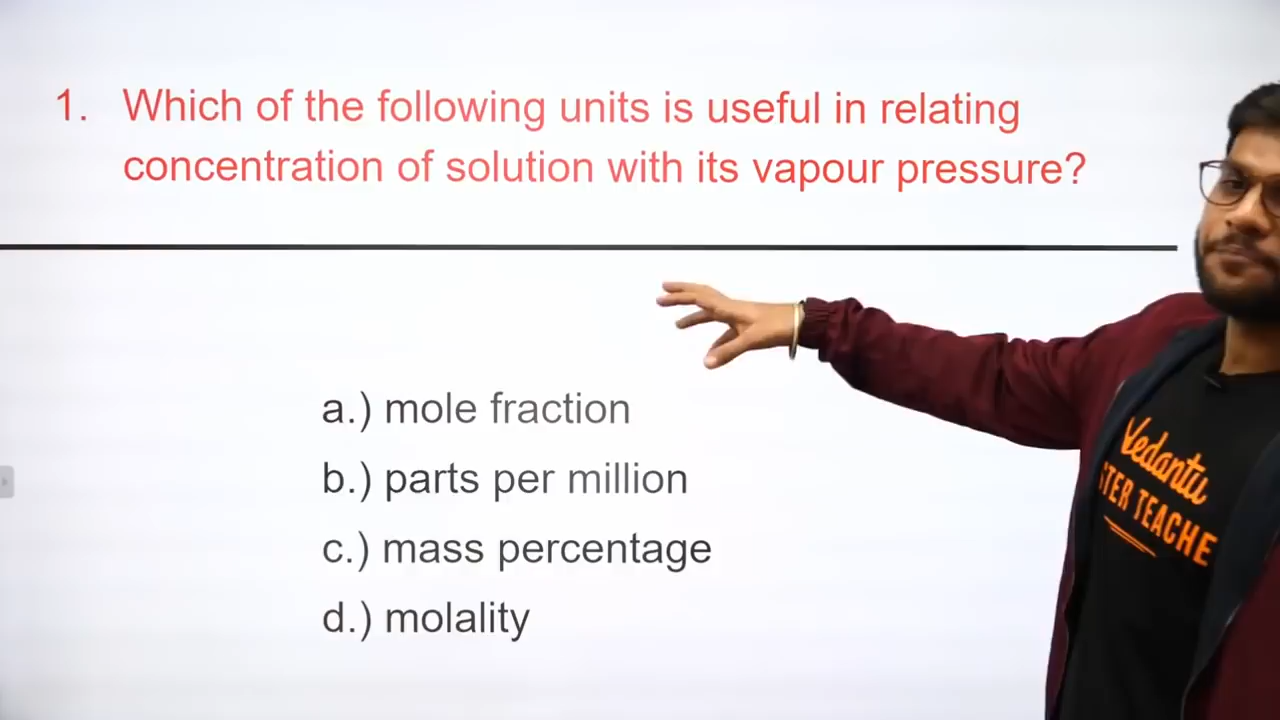 1. Which of the following units is useful in relating
concentration of solution with its vapour pressure?
a.) mole fraction
b.) parts per million
c.) mass percentage
d.) molality
Vedantu
STER TEACHE